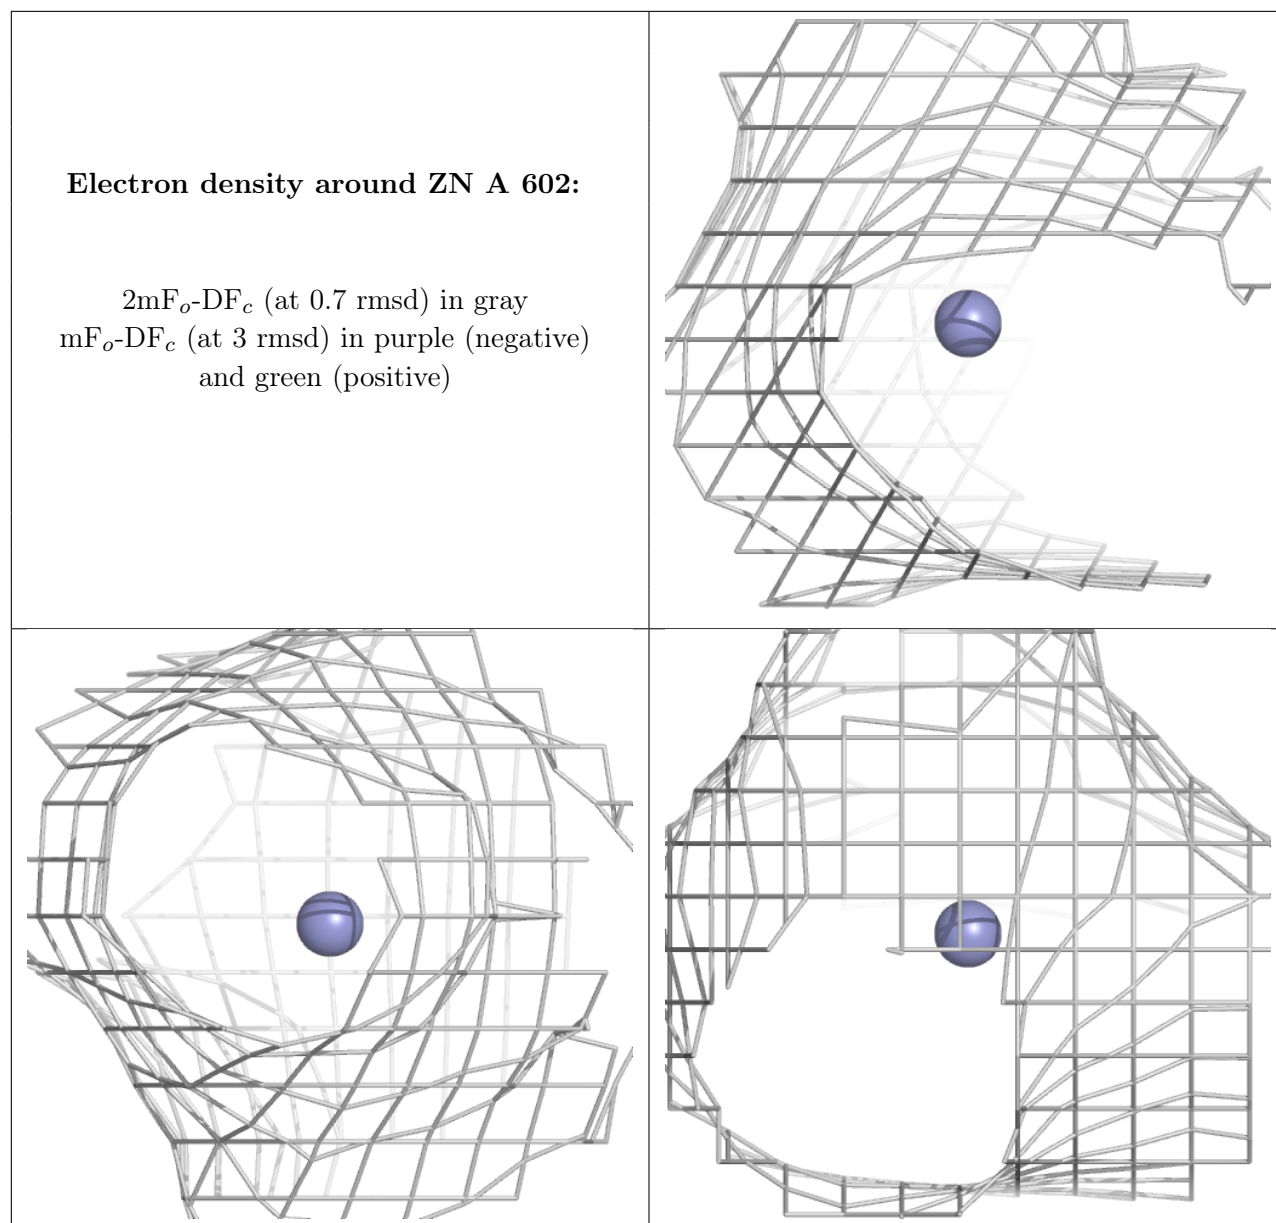 Electron density around ZN A 602:
2mFo-DFc (at 0.7 rmsd) in gray
mFo-DFc (at 3 rmsd) in purple (negative)
and green (positive)